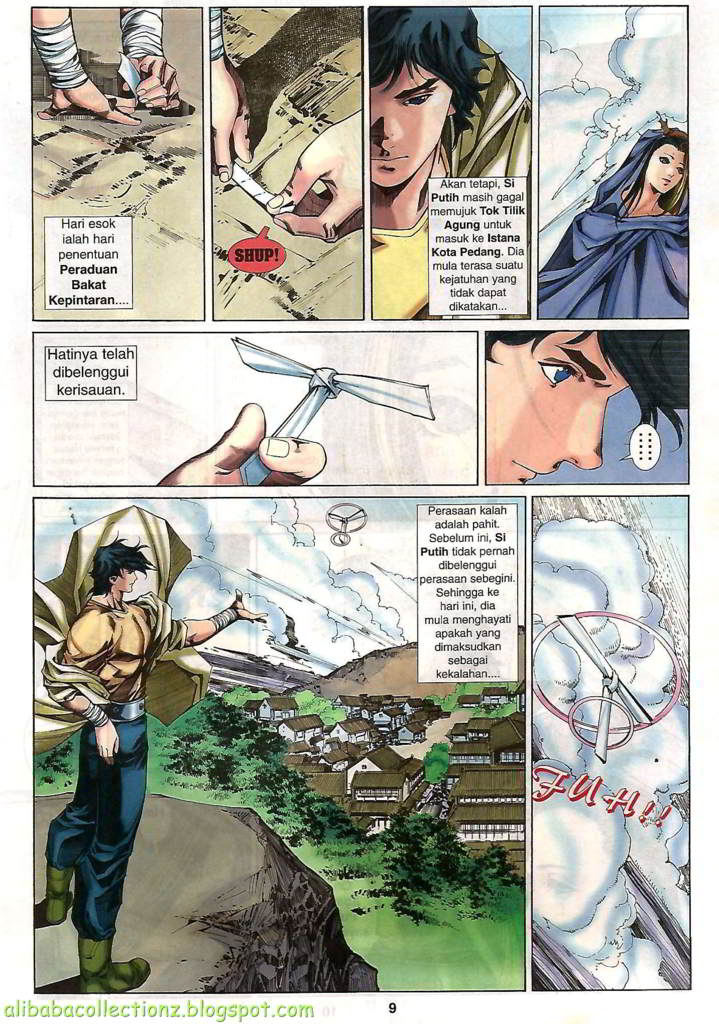 Hari esok
ialah hari
penentuan
Peraduan
Bakat
Kepintaran....
SHUP!
Akan tetapi, Si
Putih masih gagal
memujuk Tok Tilik
Agung untuk
masuk ke Istana
Kota Pedang. Dia
mula terasa suatu
kejatuhan yang
tidak dapat
dikatakan...
Hatinya telah
dibelenggui
kerisauan.
Perasaan kalah
adalah pahit.
Sebelum ini, Si
Putih tidak pernah
dibelenggui
perasaan sebegini.
Sehingga ke
hari ini, dia
mula menghayati
apakah yang
dimaksudkan
sebagai
kekalahan....
FUH!!
alibabacollectionz.blogspot.com
9